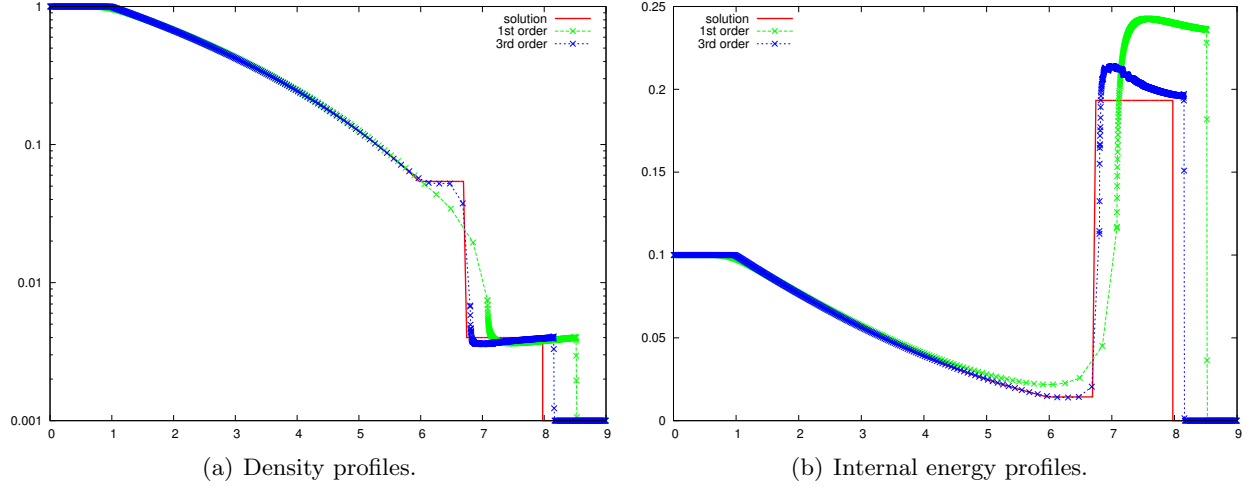 1
0.1
0.01
0.001
0 1 2 3 4 5 6 7 8 9
solution
1st order
3rd order
(a) Density profiles.
0.25
0.2
0.15
0.1
0.05
0
0 1 2 3 4 5 6 7 8 9
solution
1st order
3rd order
(b) Internal energy profiles.